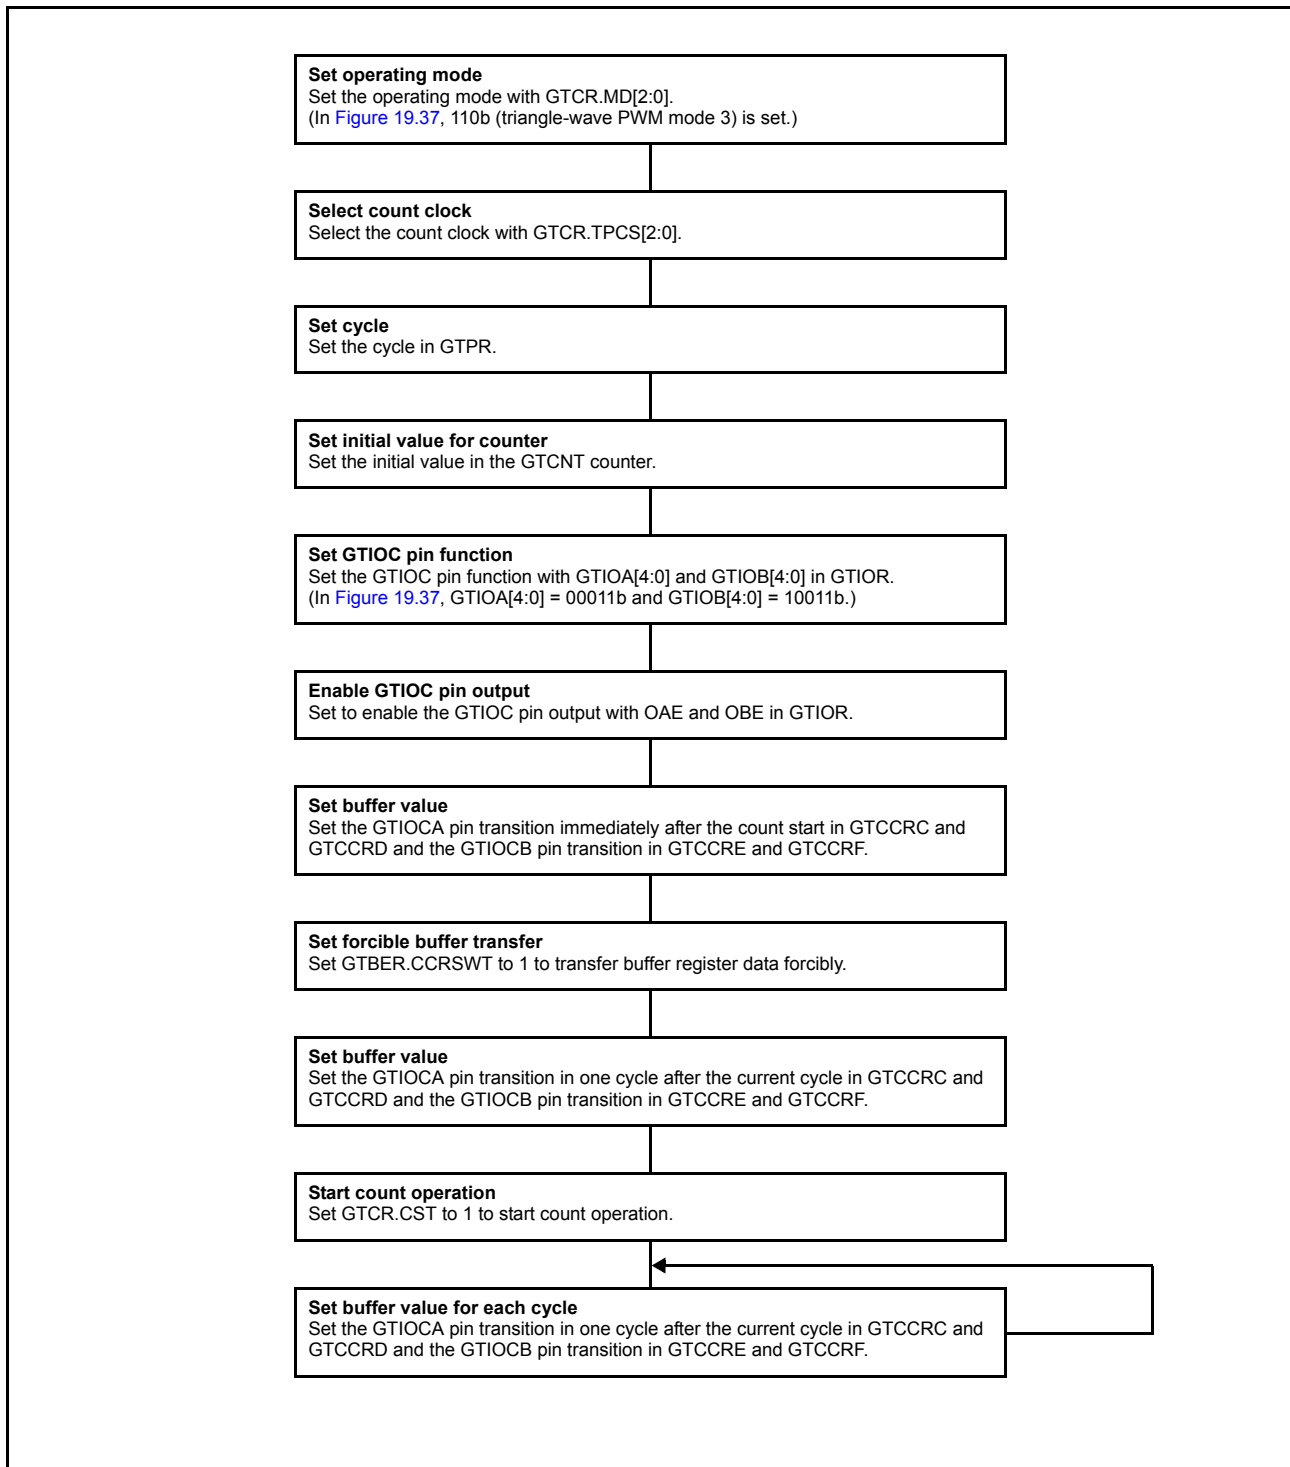 Set operating mode
Set the operating mode with GTCR.MD[2:0].
(In Figure 19.37, 110b (triangle-wave PWM mode 3) is set.)
Select count clock
Select the count clock with GTCR.TPCS[2:0].
Set cycle
Set the cycle in GTPR.
Set initial value for counter
Set the initial value in the GTCNT counter.
Set GTIOC pin function
Set the GTIOC pin function with GTIOA[4:0] and GTIOB[4:0] in GTIOR.
(In Figure 19.37, GTIOA[4:0] = 00011b and GTIOB[4:0] = 10011b.)
Enable GTIOC pin output
Set to enable the GTIOC pin output with OAE and OBE in GTIOR.
Set buffer value
Set the GTIOCA pin transition immediately after the count start in GTCCRC and
GTCCRD and the GTIOCB pin transition in GTCCRE and GTCCRF.
Set forcible buffer transfer
Set GTBER.CCRSWT to 1 to transfer buffer register data forcibly.
Set buffer value
Set the GTIOCA pin transition in one cycle after the current cycle in GTCCRC and
GTCCRD and the GTIOCB pin transition in GTCCRE and GTCCRF.
Start count operation
Set GTCR.CST to 1 to start count operation.
Set buffer value for each cycle
Set the GTIOCA pin transition in one cycle after the current cycle in GTCCRC and
GTCCRD and the GTIOCB pin transition in GTCCRE and GTCCRF.